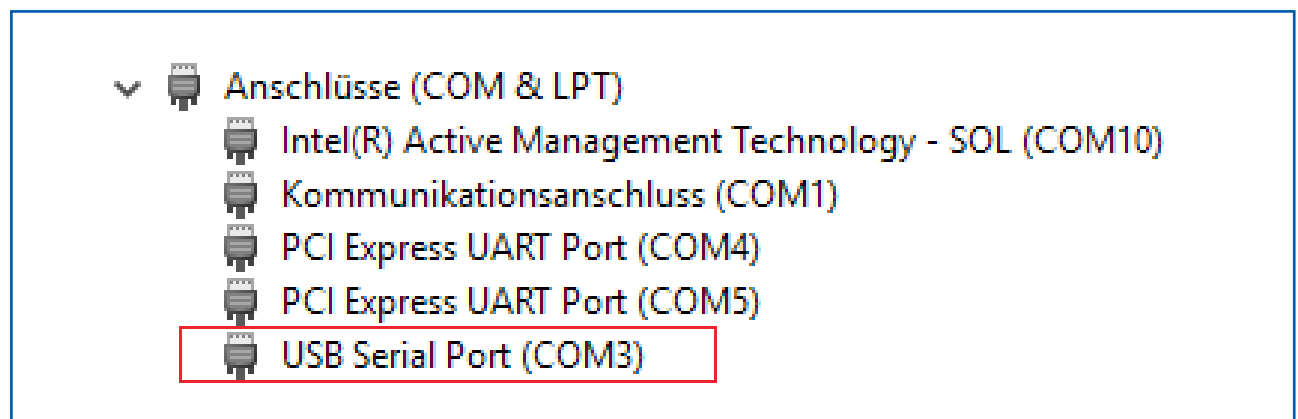 Anschlüsse (COM & LPT)
Intel(R) Active Management Technology - SOL (COM10)
Kommunikationsanschluss (COM1)
PCI Express UART Port (COM4)
PCI Express UART Port (COM5)
USB Serial Port (COM3)